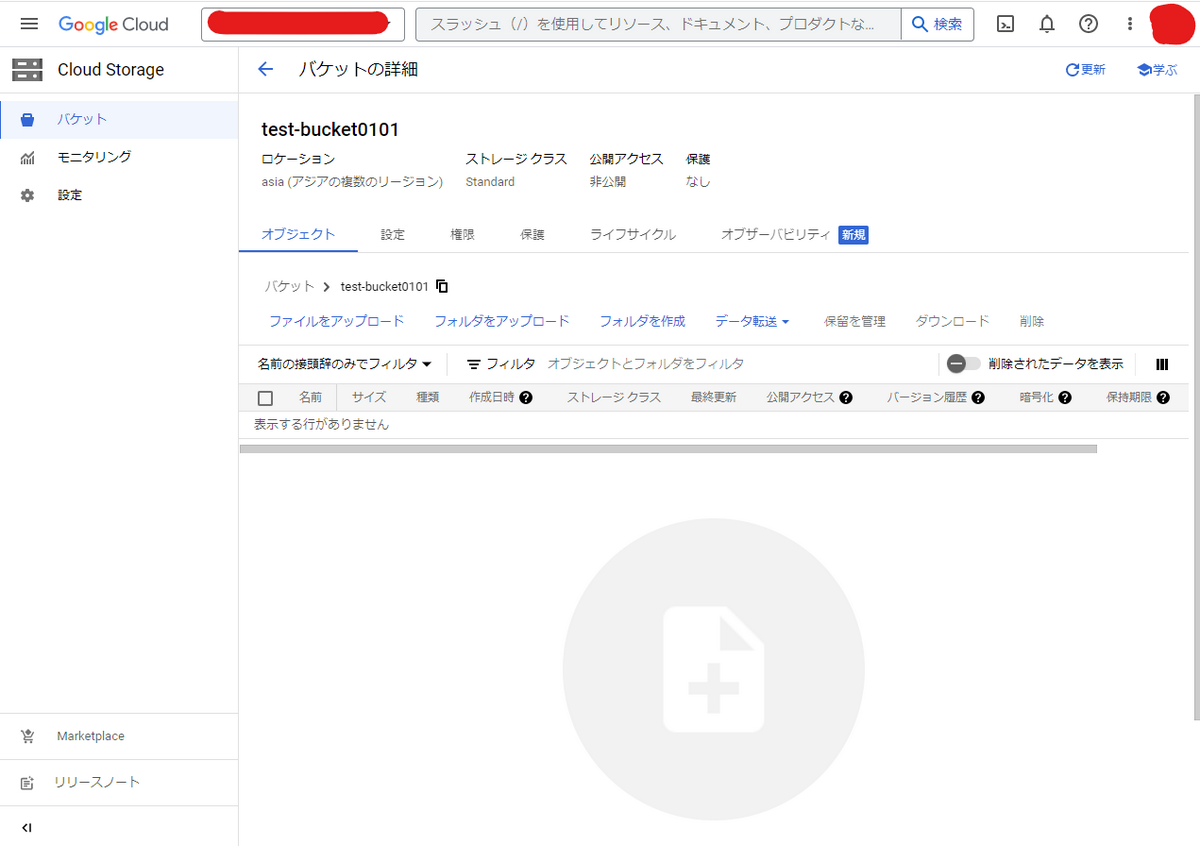 Google Cloud
スラッシュ（/）を使用してリソース、ドキュメント、プロダクトな...
検索
Cloud Storage
バケットの詳細
更新
学ぶ
バケット
モニタリング
設定
test-bucket0101
ロケーション ストレージ クラス 公開アクセス 保護
asia (アジアの複数のリージョン) Standard 非公開 なし
オブジェクト 設定 権限 保護 ライフサイクル オブザーバビリティ 新規
バケット test-bucket0101
ファイルをアップロード フォルダをアップロード フォルダを作成 データ転送 保留を管理 ダウンロード 削除
名前の接頭辞のみでフィルタ フィルタ オブジェクトとフォルダをフィルタ 削除されたデータを表示
名前 サイズ 種類 作成日時 ストレージ クラス 最終更新 公開アクセス バージョン履歴 暗号化 保持期限
表示する行がありません
Marketplace
リリースノート